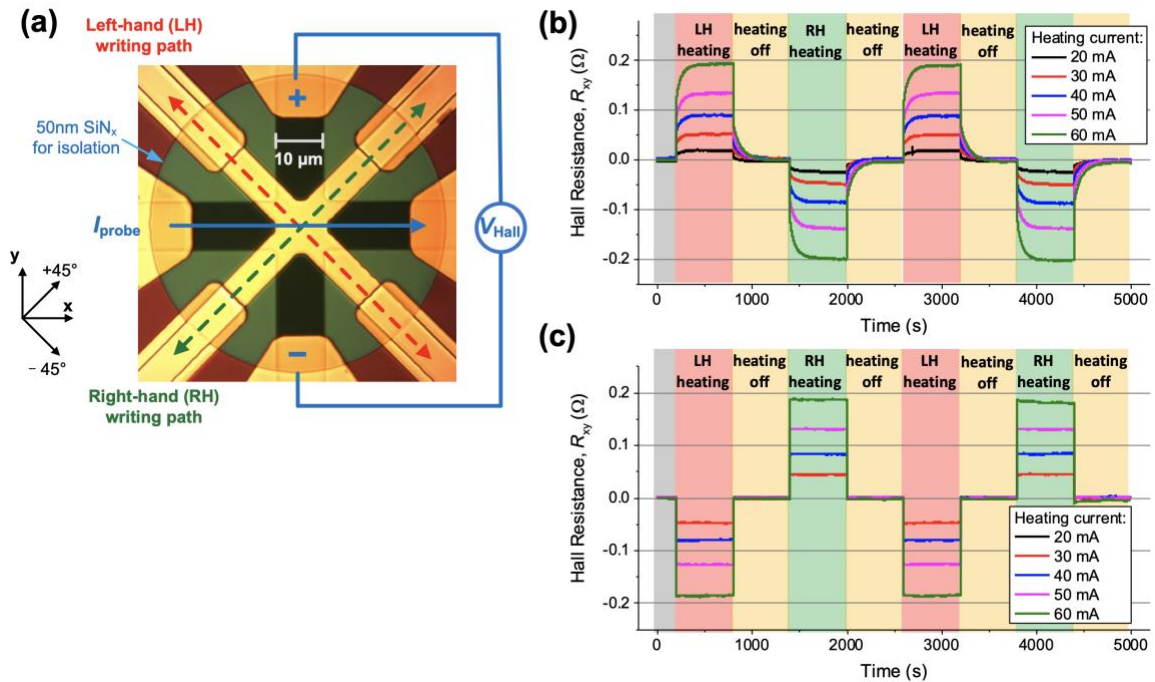 (a)
Left-hand (LH)
writing path
50nm SiNₓ
for isolation
+
10 µm
I_probe
V_Hall
y
+45°
x
− 45°
−
Right-hand (RH)
writing path
(b)
LH
heating
heating
off
RH
heating
heating
off
LH
heating
heating
off
Heating current:
20 mA
30 mA
40 mA
50 mA
60 mA
Hall Resistance, R_xy (Ω)
0.2
0.1
0.0
-0.1
-0.2
0
1000
2000
3000
4000
5000
Time (s)
(c)
LH
heating
heating
off
RH
heating
heating
off
LH
heating
heating
off
RH
heating
heating
off
Hall Resistance, R_xy (Ω)
0.2
0.1
0.0
-0.1
-0.2
Heating current:
20 mA
30 mA
40 mA
50 mA
60 mA
0
1000
2000
3000
4000
5000
Time (s)